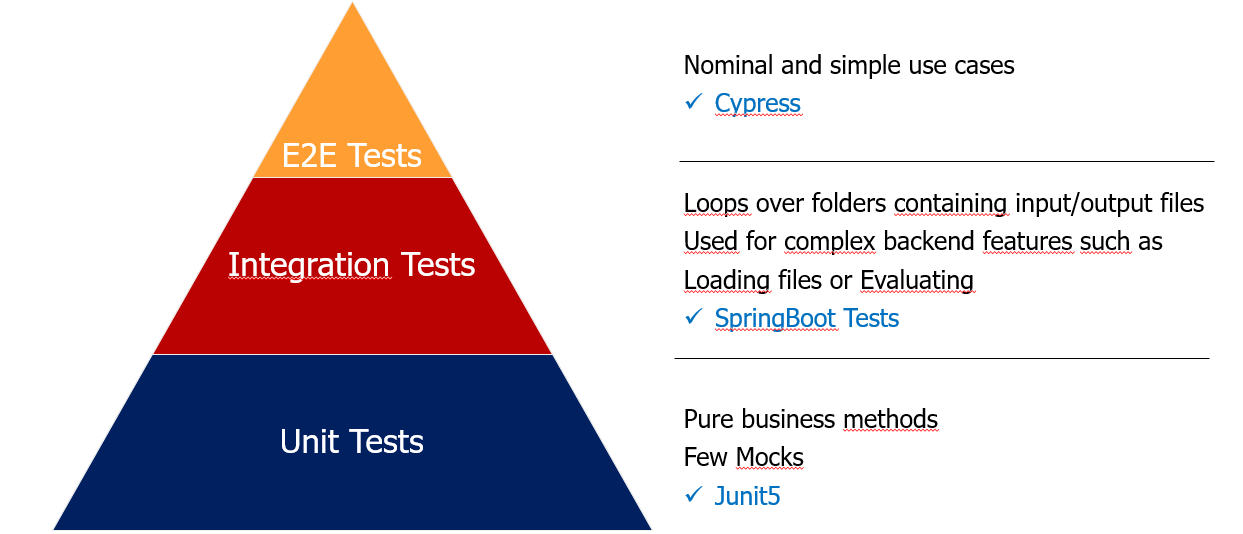 E2E Tests
Nominal and simple use cases
✓ Cypress
Integration Tests
Loops over folders containing input/output files
Used for complex backend features such as
Loading files or Evaluating
✓ SpringBoot Tests
Unit Tests
Pure business methods
Few Mocks
✓ Junit5